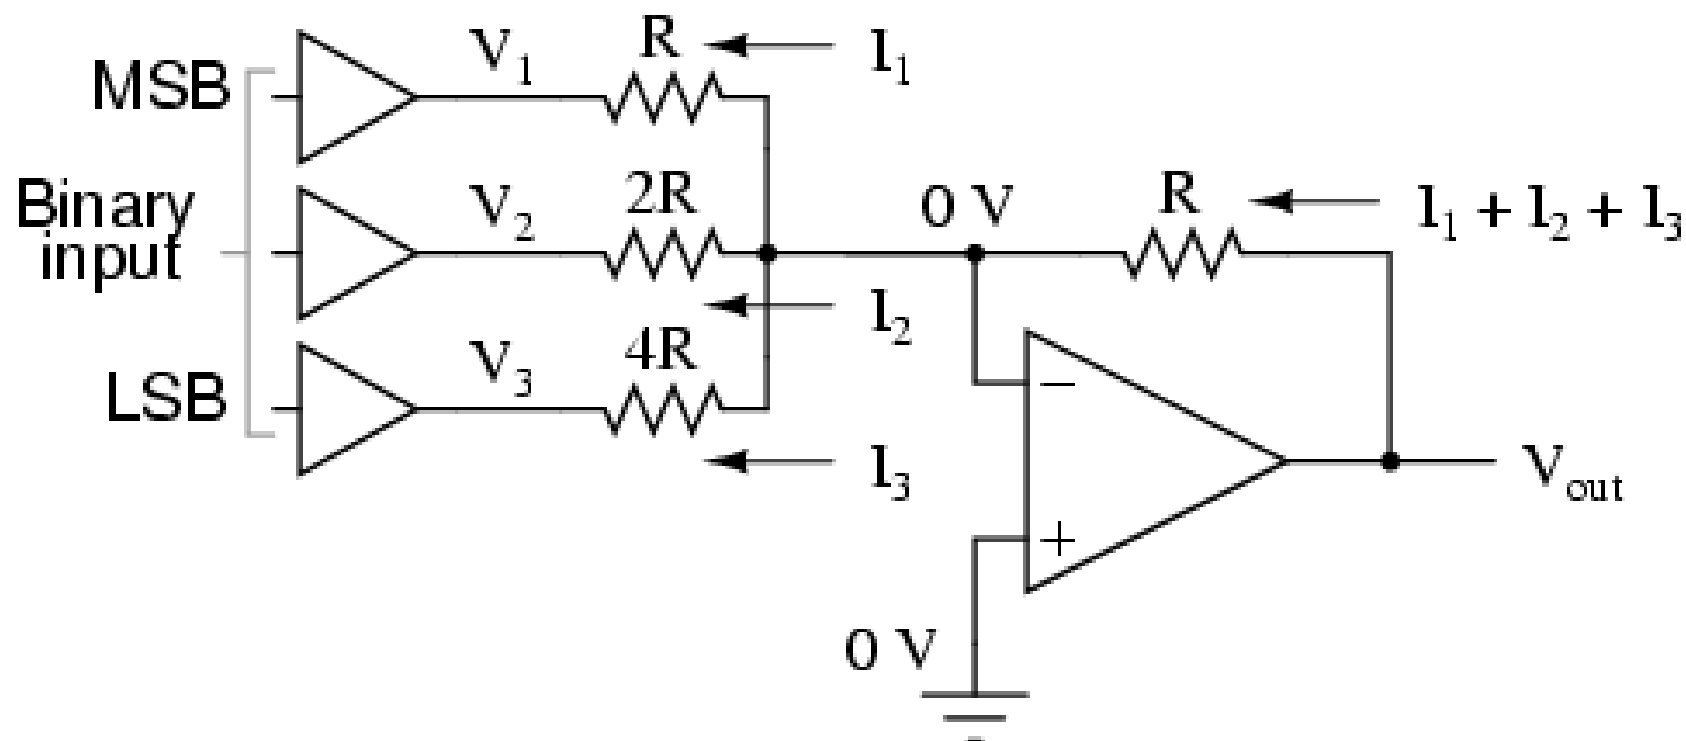 MSB
V1
R
I1
Binary
input
V2
2R
0 V
R
I1 + I2 + I3
I2
LSB
V3
4R
I3
−
+
Vout
0 V